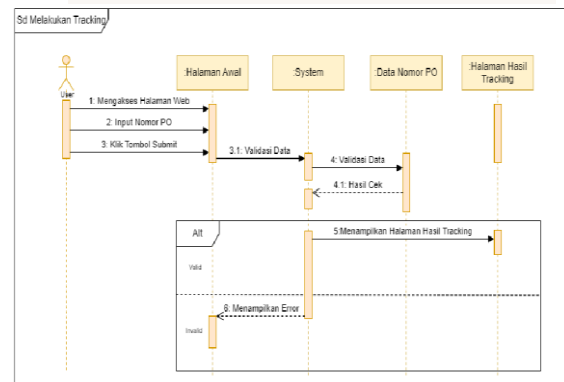 Sd Melakukan Tracking
:Halaman Awal
:System
:Data Nomor PO
:Halaman Hasil
Tracking
User
1: Mengakses Halaman Web
2: Input Nomor PO
3: Klik Tombol Submit
3.1: Validasi Data
4: Validasi Data
4.1: Hasil Cek
Alt
5:Menampilkan Halaman Hasil Tracking
Valid
6: Menampilkan Error
Invalid